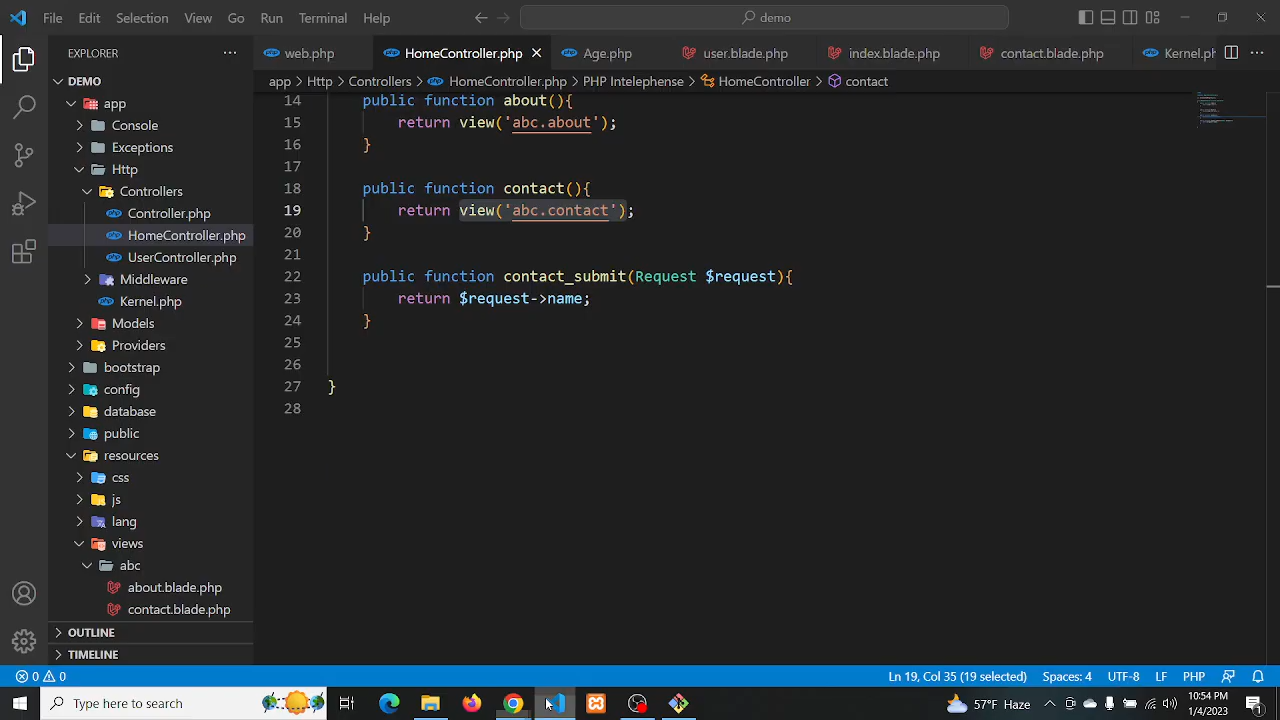 File Edit Selection View Go Run Terminal Help demo
EXPLORER
web.php HomeController.php Age.php user.blade.php index.blade.php contact.blade.php Kernel.ph
app > Http > Controllers > HomeController.php > PHP Intelephense > HomeController > contact
DEMO
app
Console
Exceptions
Http
Controllers
Controller.php
HomeController.php
UserController.php
Middleware
Kernel.php
Models
Providers
bootstrap
config
database
public
resources
css
js
lang
views
abc
about.blade.php
contact.blade.php
OUTLINE
TIMELINE
14 public function about(){
15 return view('abc.about');
16 }
17
18 public function contact(){
19 return view('abc.contact');
20 }
21
22 public function contact_submit(Request $request){
23 return $request->name;
24 }
25
26
27 }
28
0 0 Ln 19, Col 35 (19 selected) Spaces: 4 UTF-8 LF PHP
Type here to search 57°F Haze 10:54 PM
1/4/2023